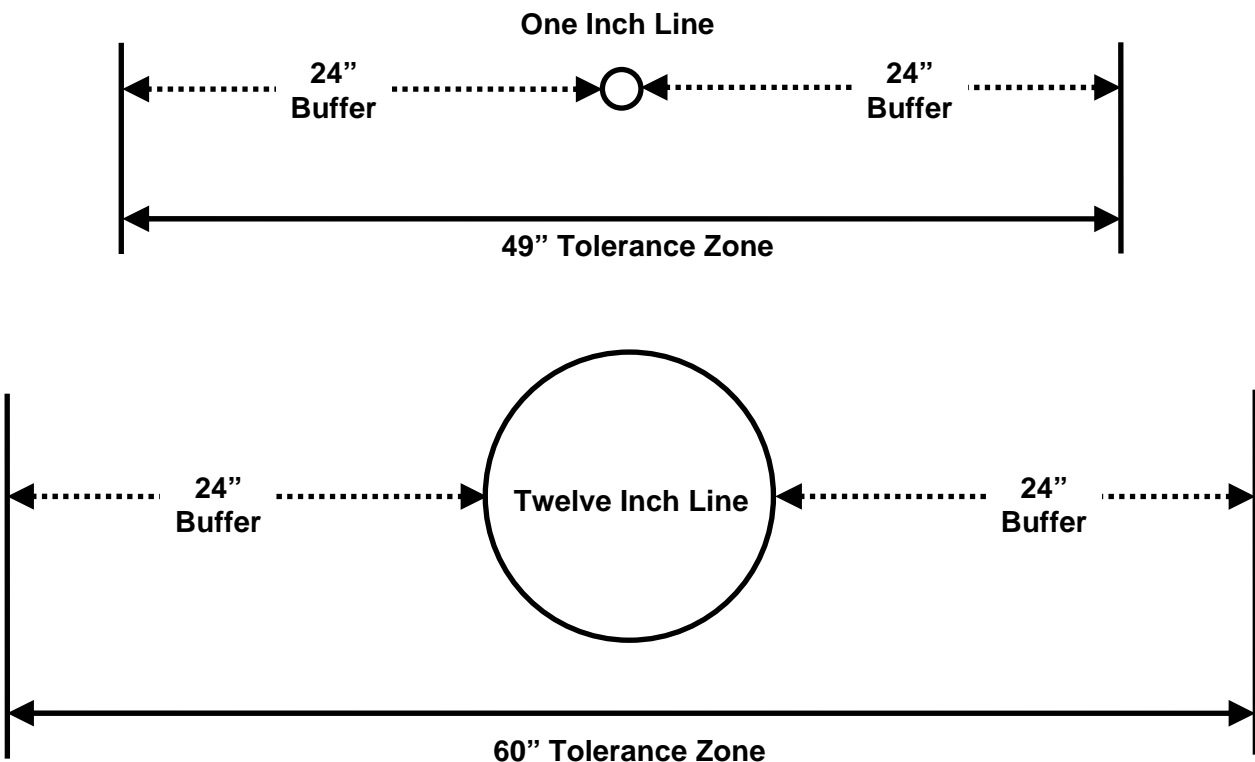 One Inch Line
24” 24”
Buffer Buffer
49” Tolerance Zone
24” Twelve Inch Line 24”
Buffer Buffer
60” Tolerance Zone